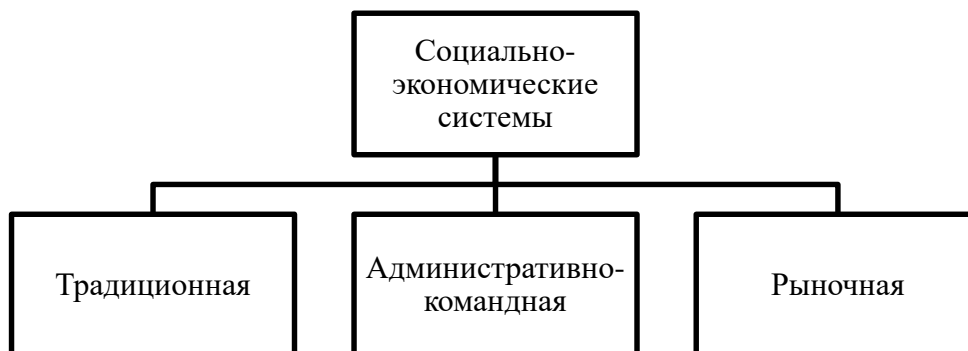 Социально-
экономические
системы
Традиционная
Административно-
командная
Рыночная